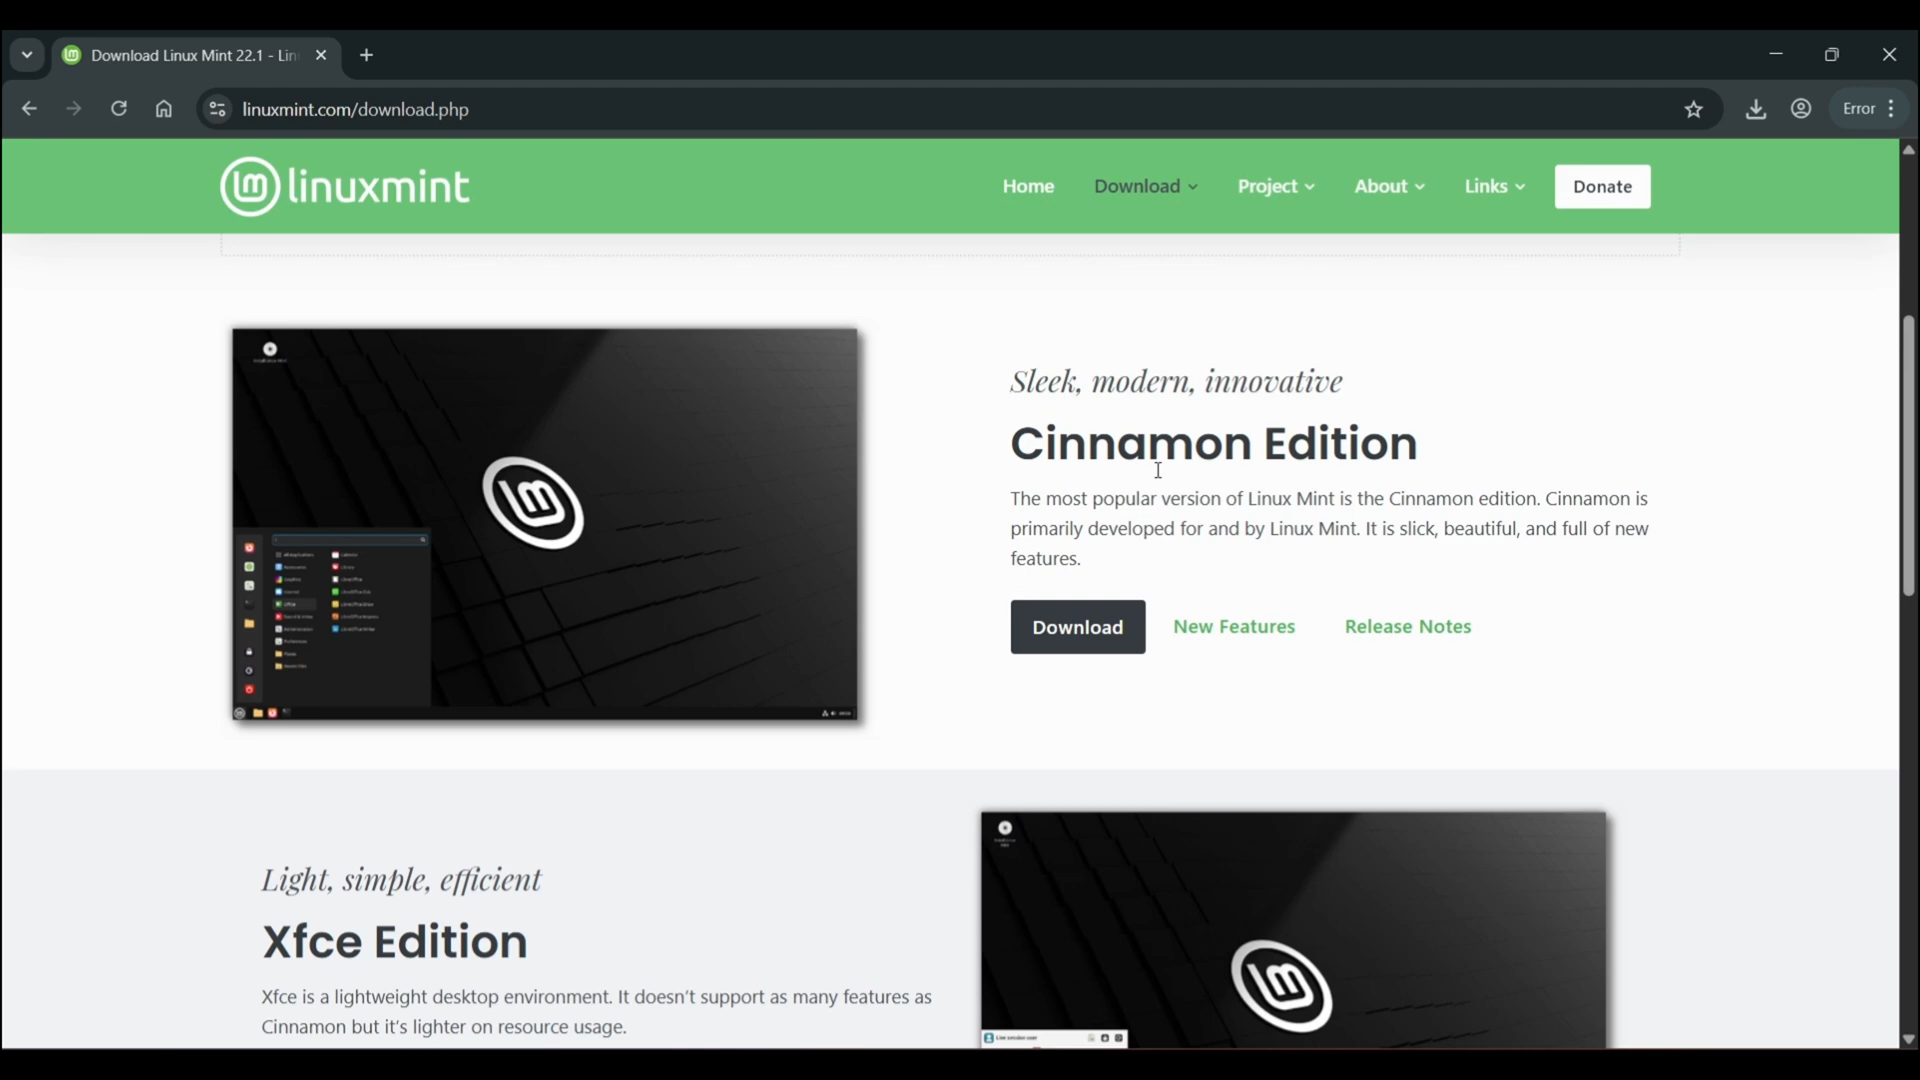 Download Linux Mint 22.1 - Lin
linuxmint.com/download.php
Error
linuxmint
Home Download Project About Links Donate
Sleek, modern, innovative
Cinnamon Edition
The most popular version of Linux Mint is the Cinnamon edition. Cinnamon is
primarily developed for and by Linux Mint. It is slick, beautiful, and full of new
features.
Download New Features Release Notes
Light, simple, efficient
Xfce Edition
Xfce is a lightweight desktop environment. It doesn't support as many features as
Cinnamon but it's lighter on resource usage.